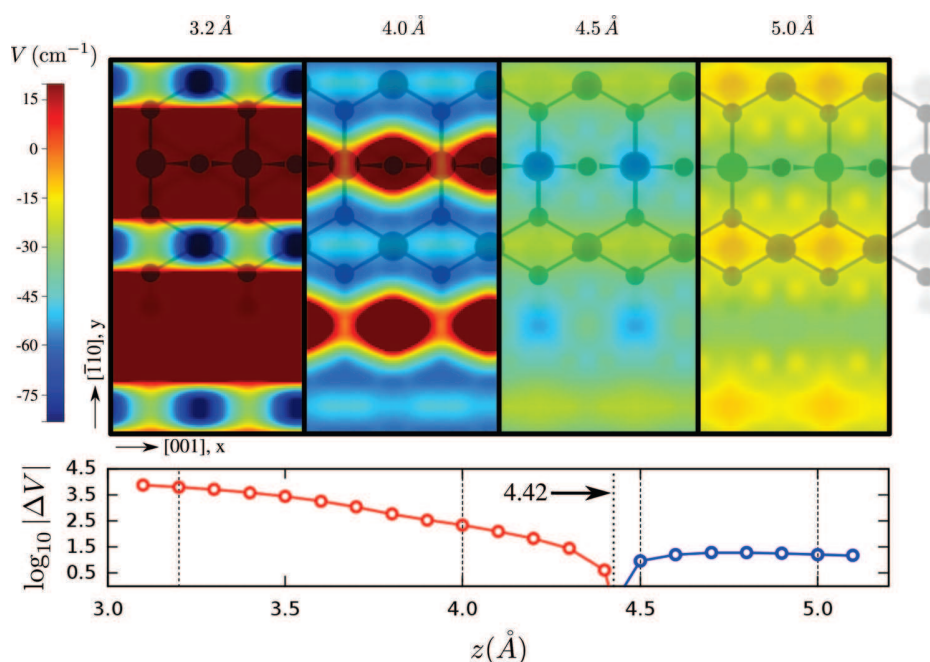 3.2 Å 4.0 Å 4.5 Å 5.0 Å
V (cm⁻¹)
15
0
-15
-30
-45
-60
-75
[1̄10], y
[001], x
log₁₀ |ΔV|
4.5
3.5
2.5
1.5
0.5
4.42
3.0 3.5 4.0 4.5 5.0
z(Å)